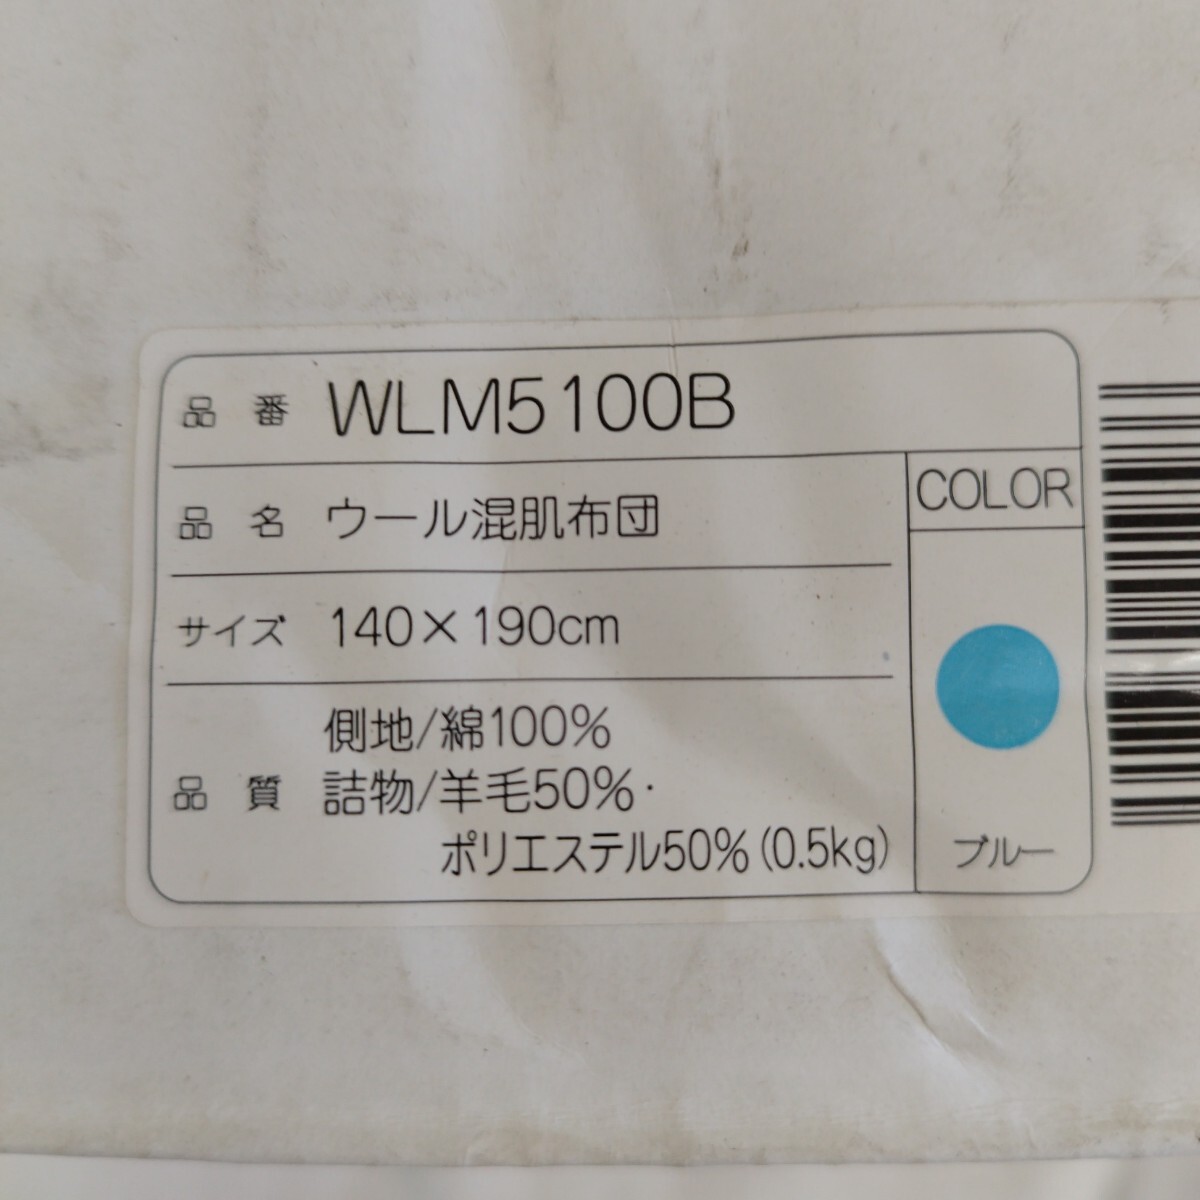 品 番 WLM5100B
品 名 ウール混肌布団
サイズ 140×190cm
品 質 側地/綿100%
詰物/羊毛50%・
ポリエステル50%(0.5kg)
COLOR
ブルー